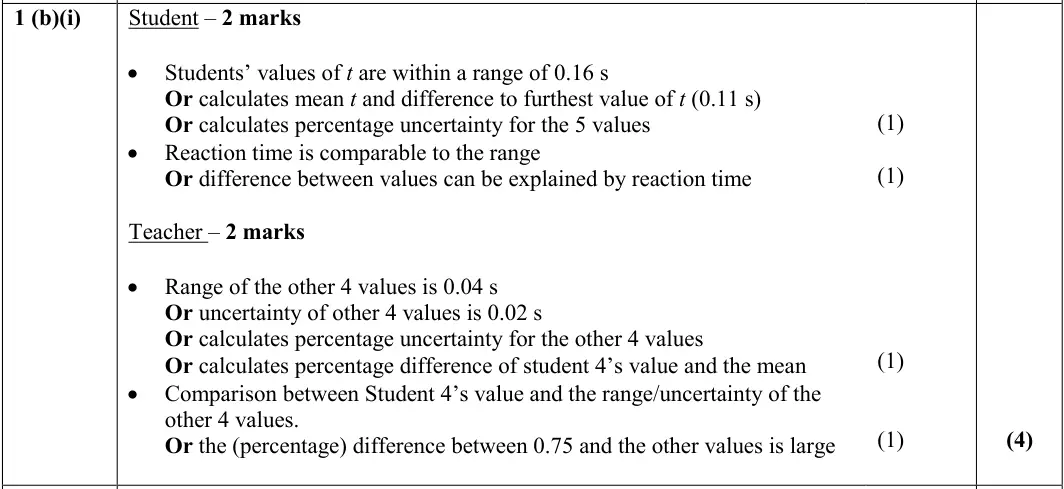 1 (b)(i)
Student – 2 marks
• Students’ values of t are within a range of 0.16 s
Or calculates mean t and difference to furthest value of t (0.11 s)
Or calculates percentage uncertainty for the 5 values (1)
• Reaction time is comparable to the range
Or difference between values can be explained by reaction time (1)
Teacher – 2 marks
• Range of the other 4 values is 0.04 s
Or uncertainty of other 4 values is 0.02 s
Or calculates percentage uncertainty for the other 4 values
Or calculates percentage difference of student 4’s value and the mean (1)
• Comparison between Student 4’s value and the range/uncertainty of the
other 4 values.
Or the (percentage) difference between 0.75 and the other values is large (1) (4)